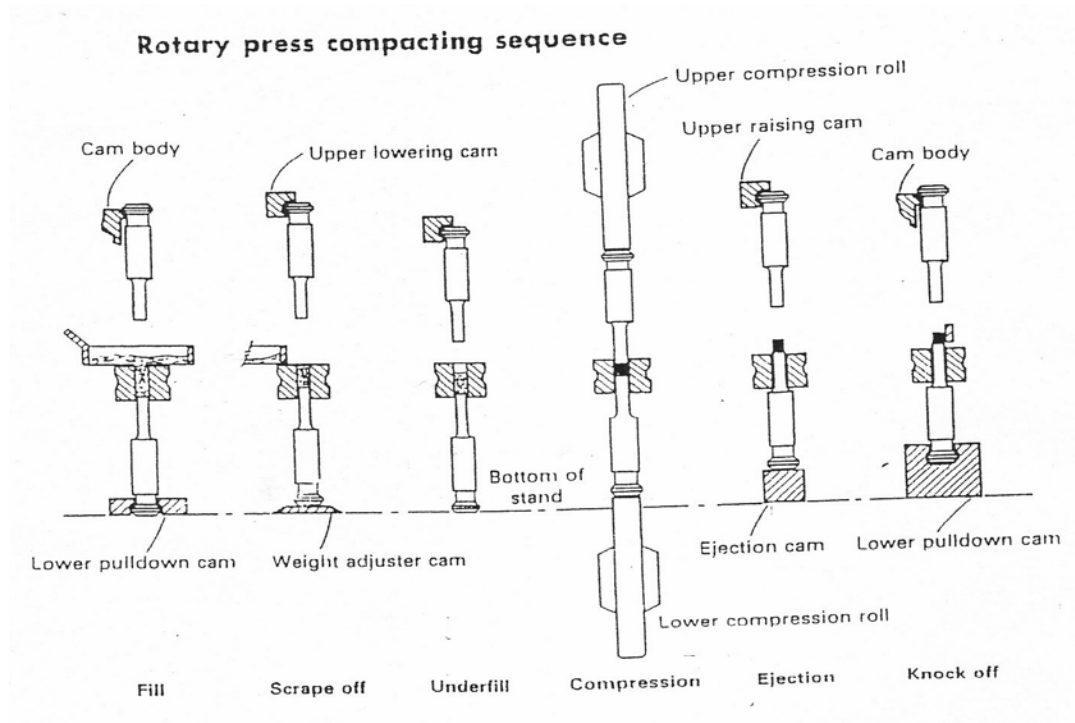 Rotary press compacting sequence
Upper compression roll
Upper raising cam
Cam body
Upper lowering cam
Cam body
Bottom of
stand
Lower pulldown cam
Weight adjuster cam
Ejection cam
Lower pulldown cam
Lower compression roll
Fill
Scrape off
Underfill
Compression
Ejection
Knock off